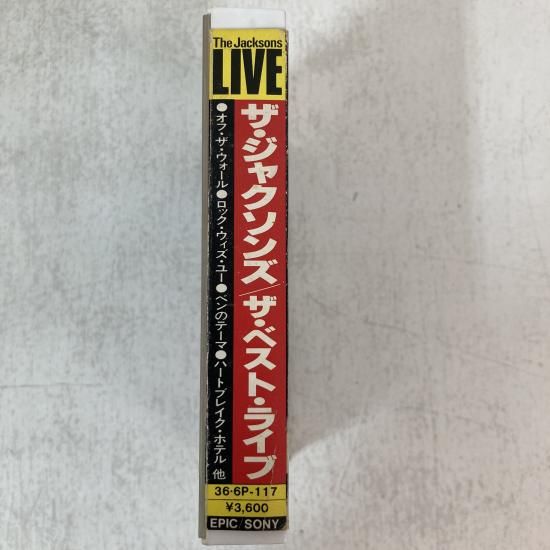 The Jacksons
LIVE
ザ・ジャクソンズ／ザ・ベスト・ライブ
●オフ・ザ・ウォール●ロック・ウィズ・ユー●ベンのテーマ●ハートブレイク・ホテル 他
36・6P-117
¥3,600
EPIC/SONY